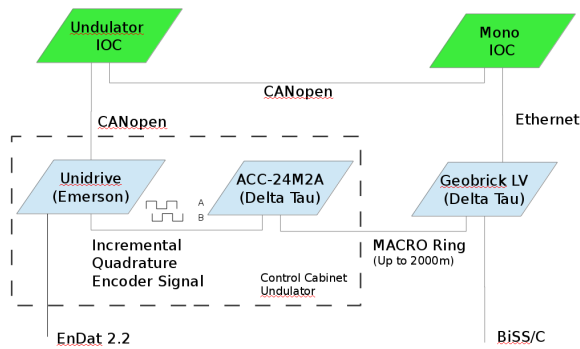 Undulator
IOC
Mono
IOC
CANopen
CANopen
Ethernet
Unidrive
(Emerson)
A
B
ACC-24M2A
(Delta Tau)
Geobrick LV
(Delta Tau)
Incremental
Quadrature
Encoder Signal
MACRO Ring
(Up to 2000m)
Control Cabinet
Undulator
EnDat 2.2
BiSS/C